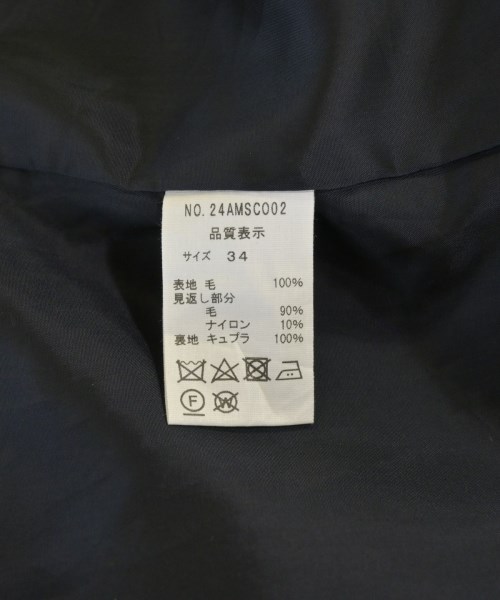 NO.24AMSC002
品質表示
サイズ 34
表地 毛 100%
見返し部分
毛 90%
ナイロン 10%
裏地 キュプラ 100%
F W